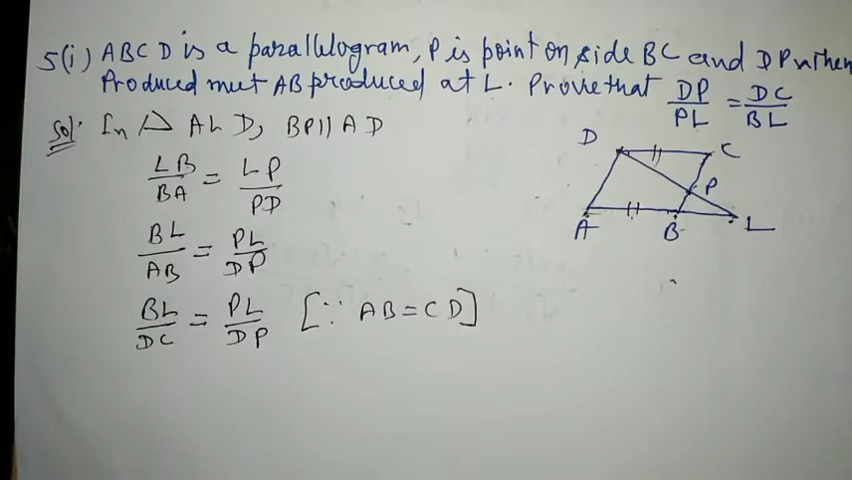 5(i) ABCD is a parallelogram, P is point on side BC and DP when
Produced meet AB produced at L. Prove that DP/PL = DC/BL
Sol: In △ ALD, BP || AD
LB/BA = LP/PD
BL/AB = PL/DP
BL/DC = PL/DP [∵ AB = CD]
D
C
P
A
B
L